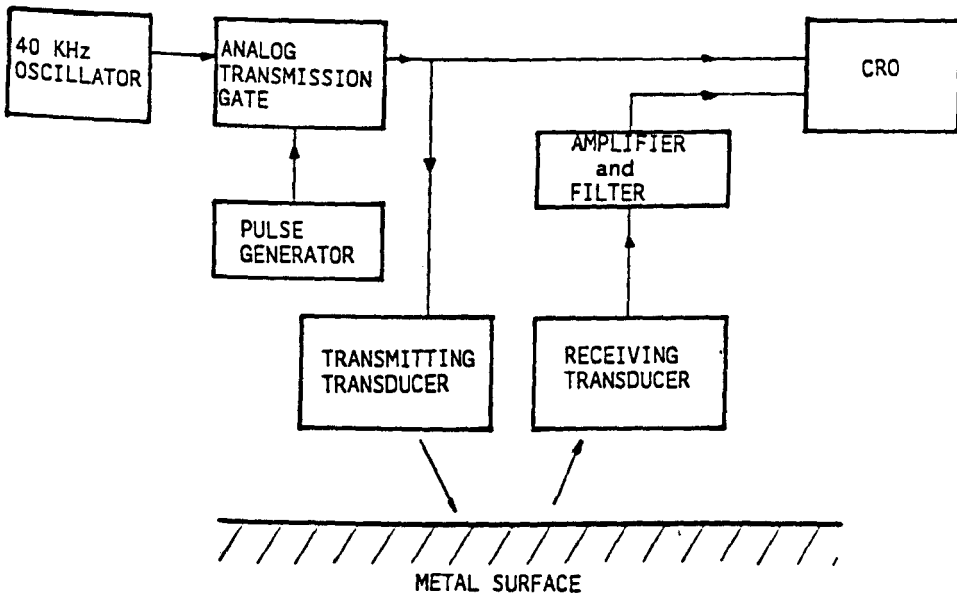 40 KHz
OSCILLATOR
ANALOG
TRANSMISSION
GATE
CRO
AMPLIFIER
and
FILTER
PULSE
GENERATOR
TRANSMITTING
TRANSDUCER
RECEIVING
TRANSDUCER
METAL SURFACE